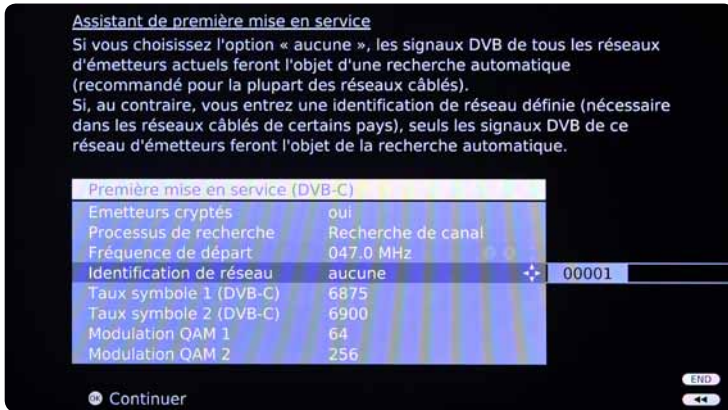 Assistant de première mise en service
Si vous choisissez l'option « aucune », les signaux DVB de tous les réseaux
d'émetteurs actuels feront l'objet d'une recherche automatique
(recommandé pour la plupart des réseaux câblés).
Si, au contraire, vous entrez une identification de réseau définie (nécessaire
dans les réseaux câblés de certains pays), seuls les signaux DVB de ce
réseau d'émetteurs feront l'objet de la recherche automatique.
Première mise en service (DVB-C)
Emetteurs cryptés oui
Processus de recherche Recherche de canal
Fréquence de départ 047.0 MHz
Identification de réseau aucune 00001
Taux symbole 1 (DVB-C) 6875
Taux symbole 2 (DVB-C) 6900
Modulation QAM 1 64
Modulation QAM 2 256
END
OK Continuer